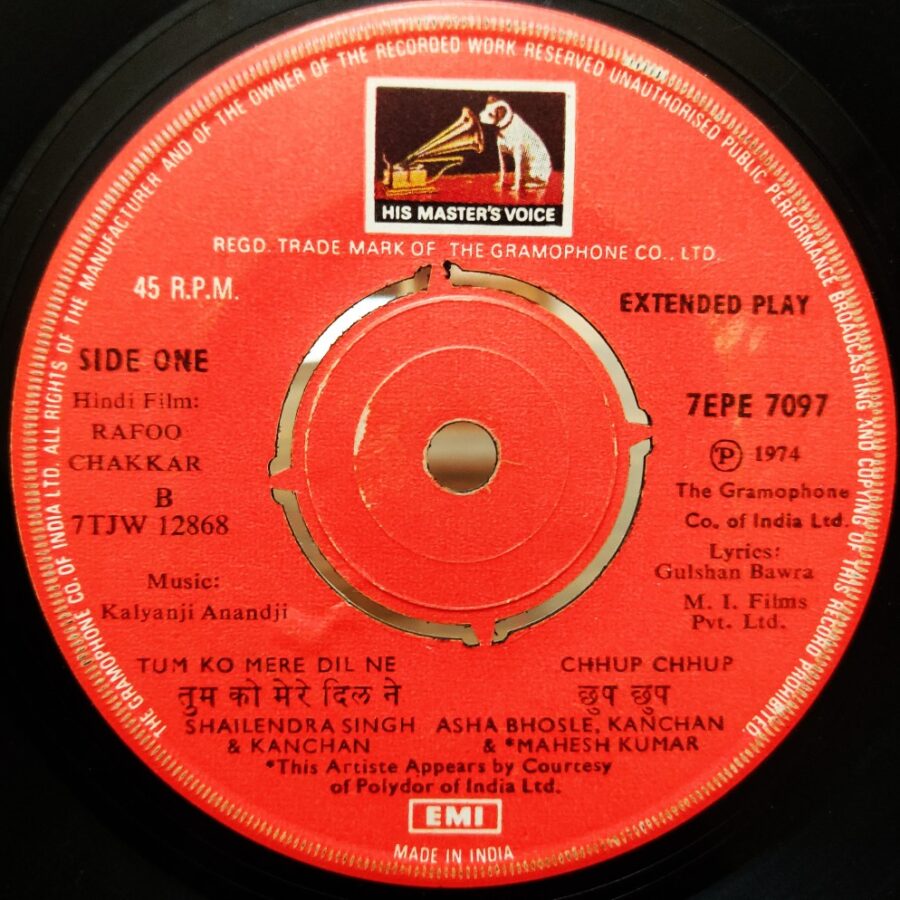 THE GRAMOPHONE CO. OF INDIA LTD. ALL RIGHTS OF THE MANUFACTURER AND OF THE OWNER OF THE RECORDED WORK RESERVED UNAUTHORISED PUBLIC PERFORMANCE BROADCASTING AND COPYING OF THIS RECORD PROHIBITED
HIS MASTER'S VOICE
REGD. TRADE MARK OF THE GRAMOPHONE CO., LTD.
45 R.P.M.
EXTENDED PLAY
SIDE ONE
Hindi Film:
RAFOO
CHAKKAR
B
7TJW 12868
7EPE 7097
Ⓟ 1974
The Gramophone
Co. of India Ltd.
Music:
Kalyanji Anandji
Lyrics:
Gulshan Bawra
M. I. Films
Pvt. Ltd.
TUM KO MERE DIL NE
तुम को मेरे दिल ने
SHAILENDRA SINGH
& KANCHAN
CHHUP CHHUP
छुप छुप
ASHA BHOSLE, KANCHAN
& *MAHESH KUMAR
*This Artiste Appears by Courtesy
of Polydor of India Ltd.
EMI
MADE IN INDIA